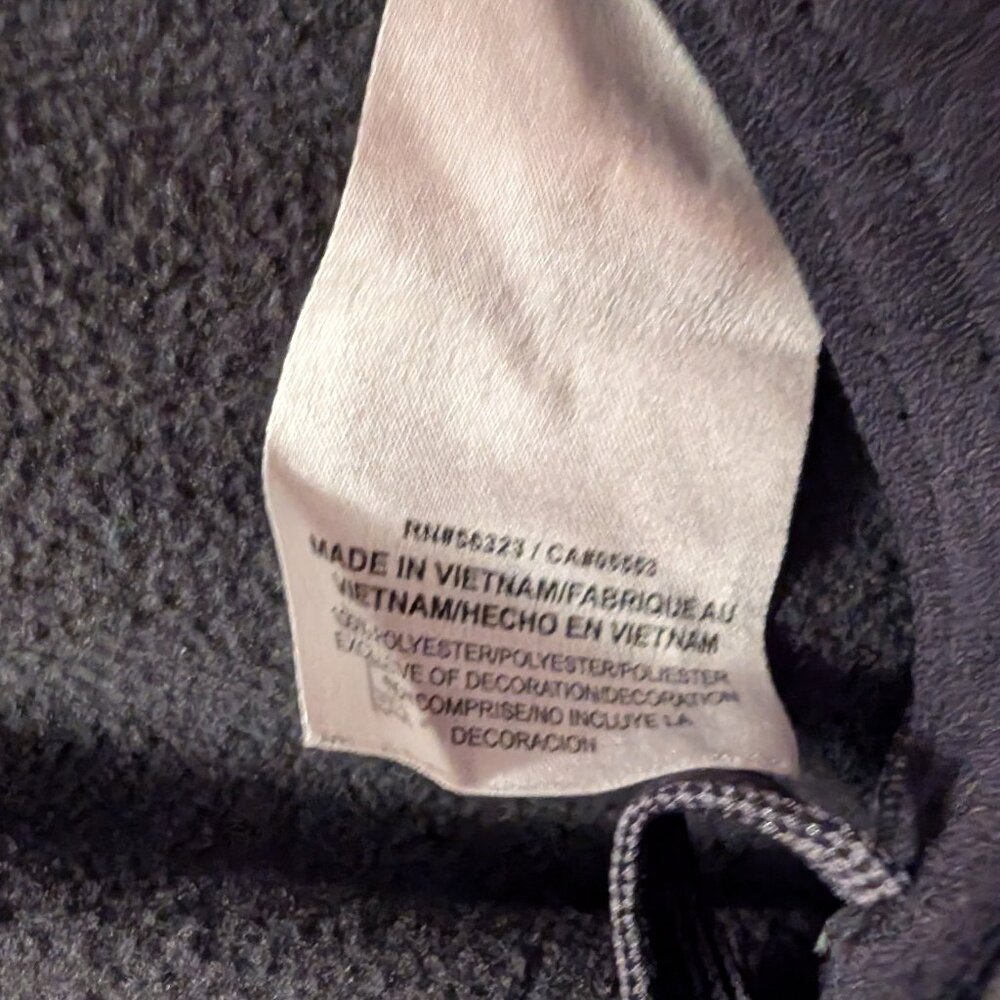 RN#56323 / CA#05553
MADE IN VIETNAM/FABRIQUE AU
VIETNAM/HECHO EN VIETNAM
100% POLYESTER/POLYESTER/POLIESTER
EXCLUSIVE OF DECORATION/DECORATION
COMPRISE/NO INCLUYE LA
DECORACION